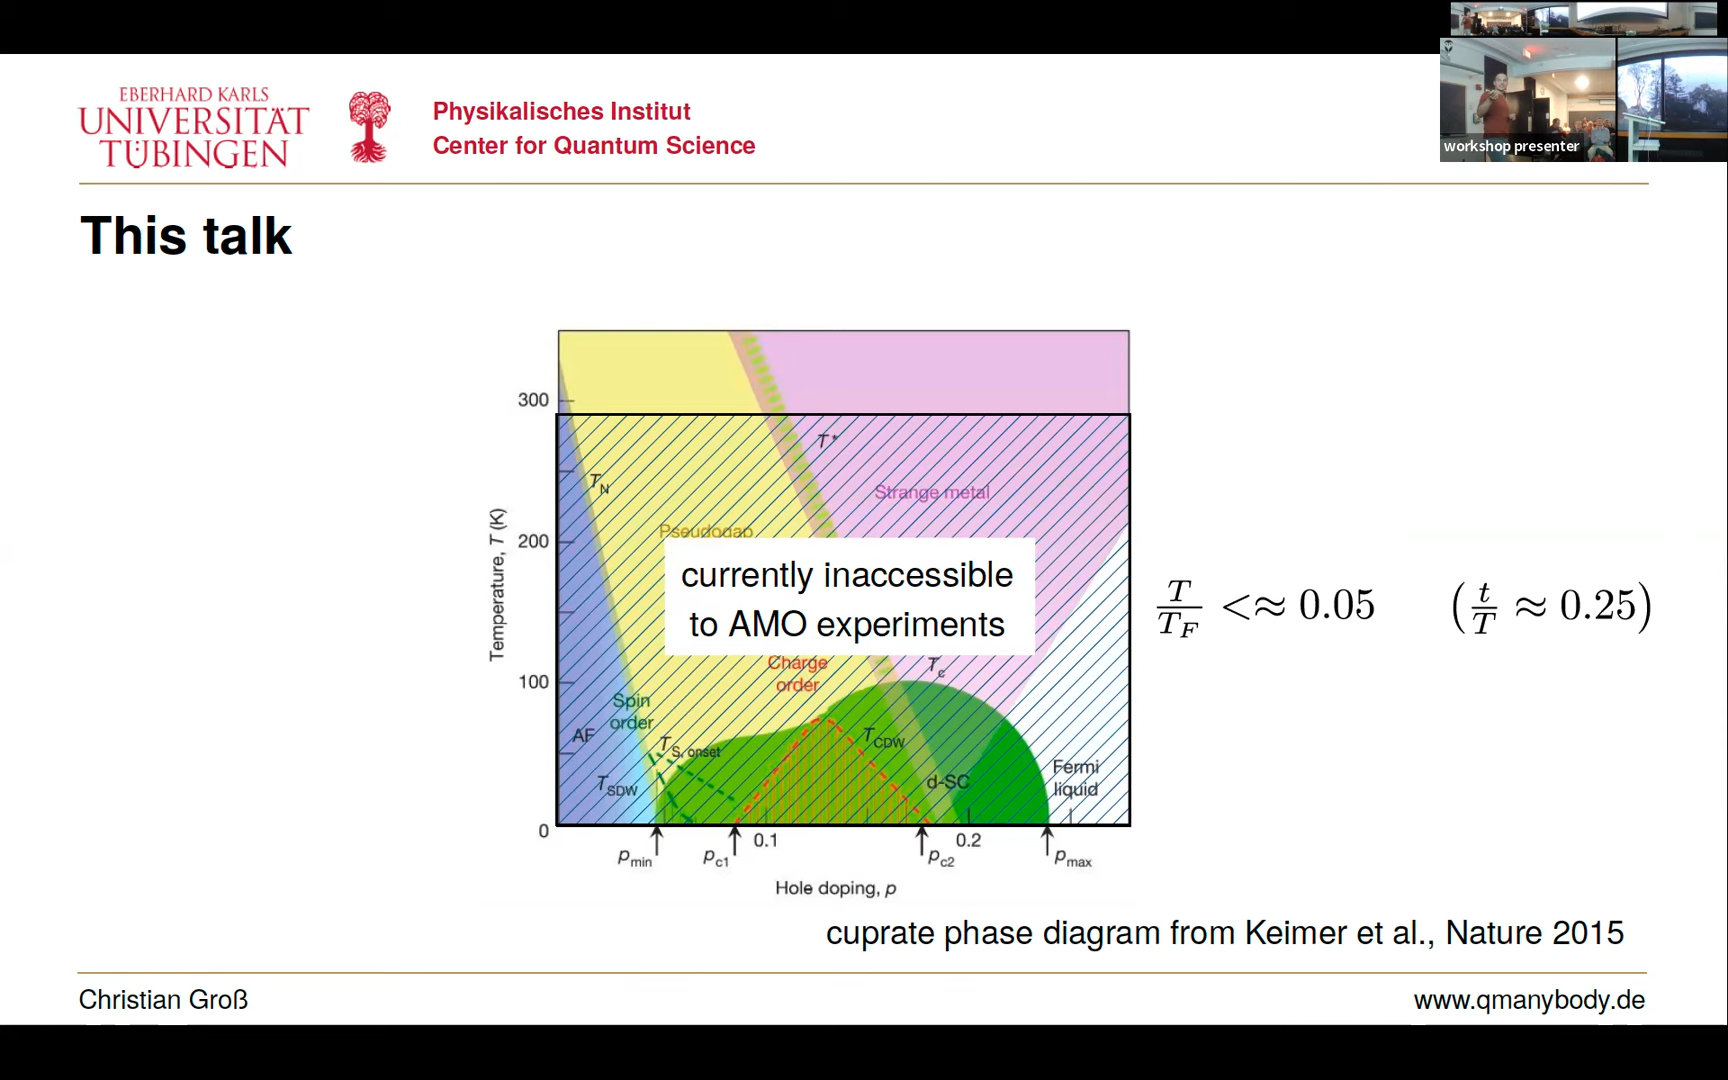 EBERHARD KARLS
UNIVERSITÄT
TÜBINGEN
Physikalisches Institut
Center for Quantum Science
workshop presenter
This talk
300
200
100
0
Temperature, T (K)
T*
T_N
Strange metal
Pseudogap
currently inaccessible
to AMO experiments
Charge
order
T_c
Spin
order
AF
T_S, onset
T_CDW
T_SDW
d-SC
Fermi
liquid
0.1
0.2
p_min
p_c1
p_c2
p_max
Hole doping, p
T/T_F <≈ 0.05 (t/T ≈ 0.25)
cuprate phase diagram from Keimer et al., Nature 2015
Christian Groß
www.qmanybody.de